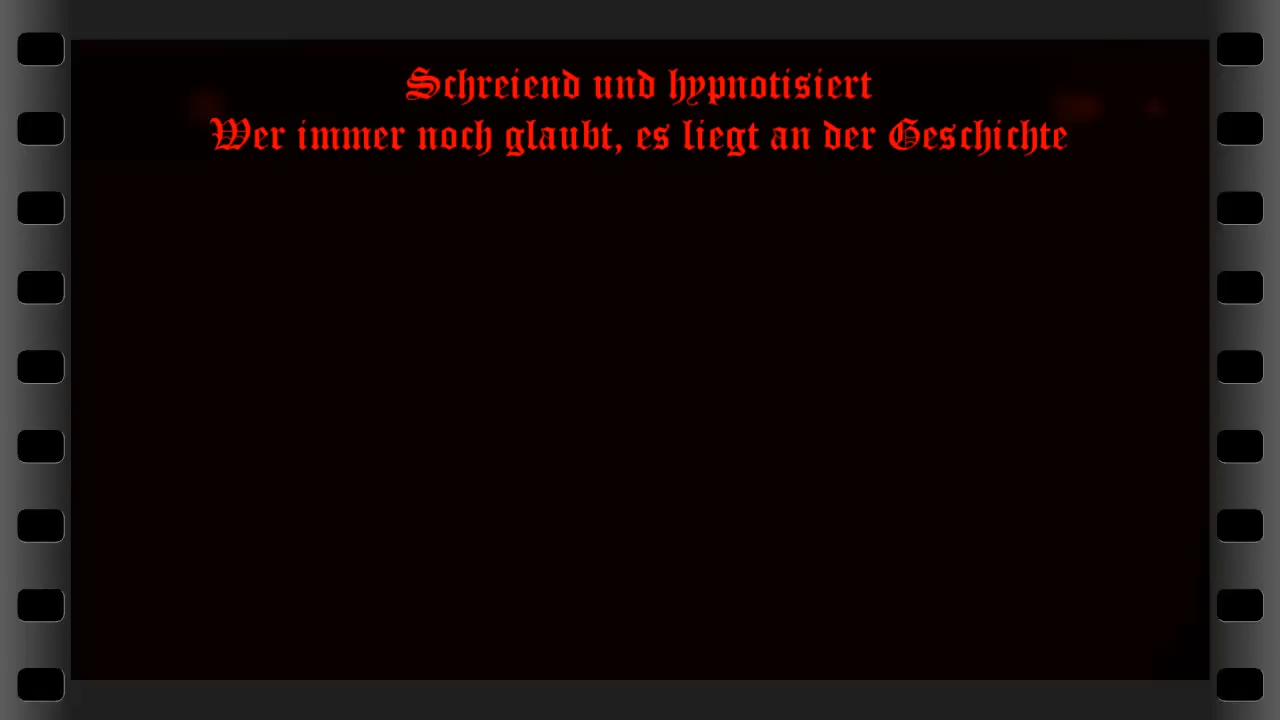 Schreiend und hypnotisiert
Wer immer noch glaubt, es liegt an der Geschichte